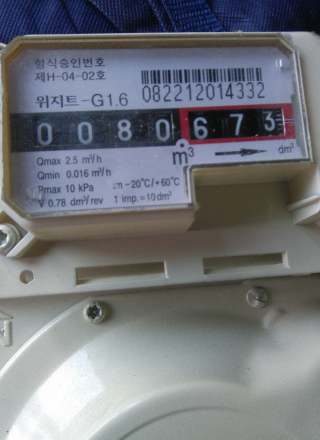 형식승인번호
제H-04-02호
위지트-G1.6
082212014332
0080673
m³ dm³
Qmax 2.5 m³/h
Qmin 0.016 m³/h
Pmax 10 kPa tm -20°C/+60°C
V 0.78 dm³/rev 1 imp.=10dm³